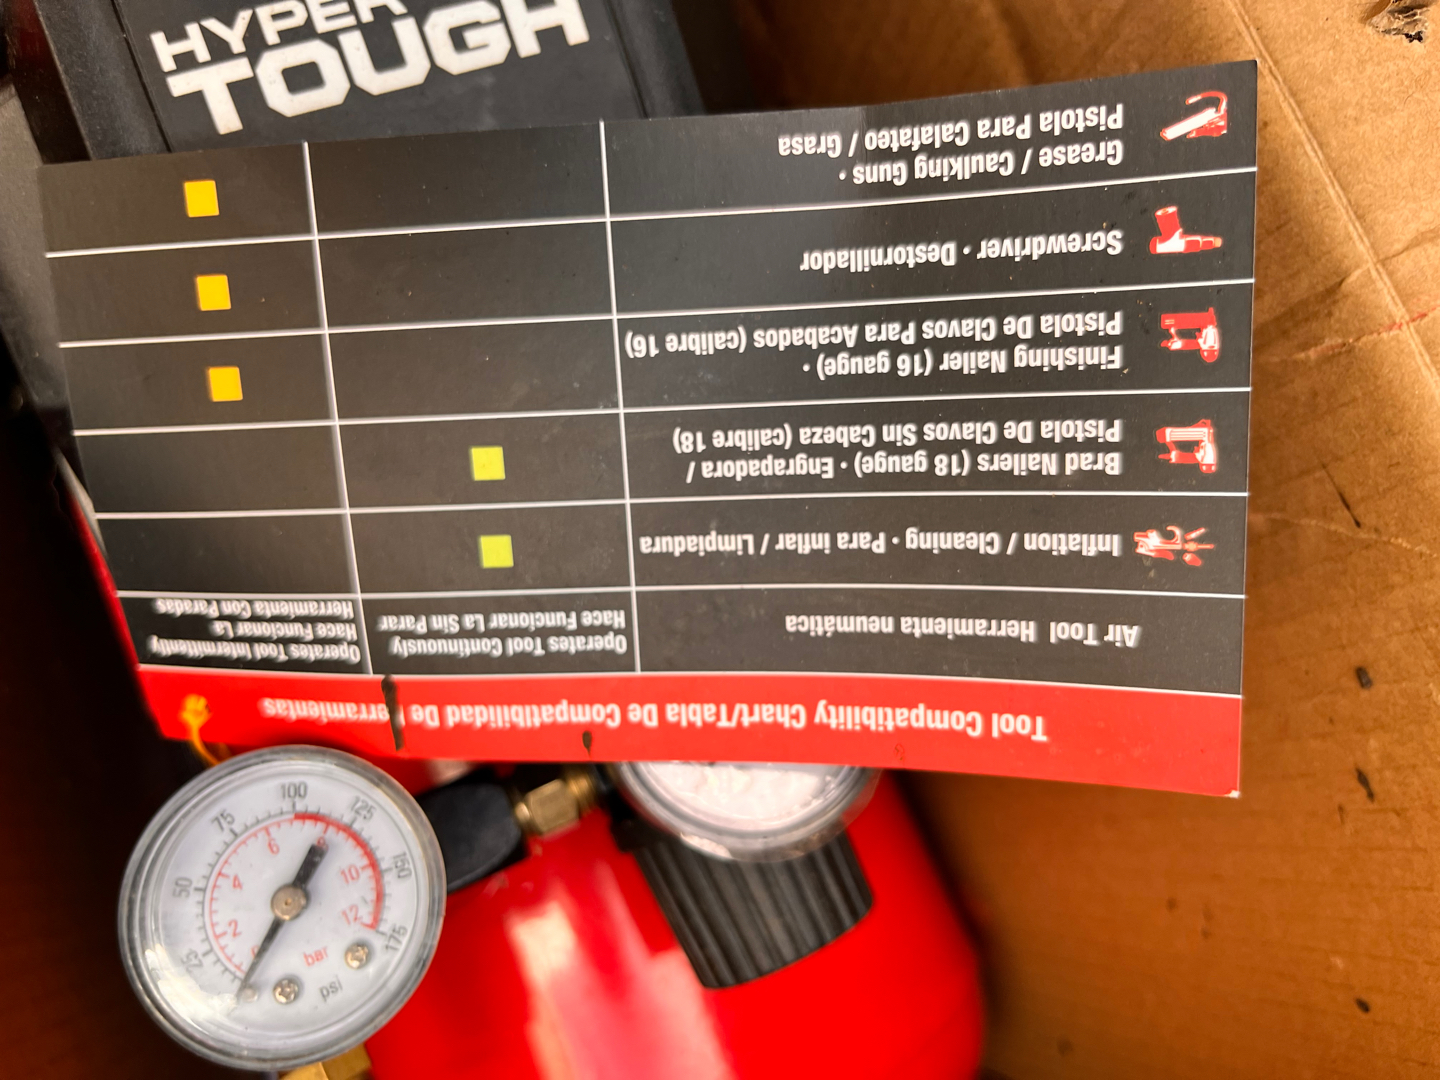 HYPER
TOUGH
Tool Compatibility Chart/Tabla De Compatibilidad De Herramientas
Air Tool Herramienta neumática
Operates Tool Continuously
Hace Funcionar La Sin Parar
Operates Tool Intermittently
Hace Funcionar La
Herramienta Con Paradas
Inflation / Cleaning • Para inflar / Limpiadura
Brad Nailers (18 gauge) • Engrapadora /
Pistola De Clavos Sin Cabeza (calibre 18)
Finishing Nailer (16 gauge) •
Pistola De Clavos Para Acabados (calibre 16)
Screwdriver • Destornillador
Grease / Caulking Guns •
Pistola Para Calafateo / Grasa
25 50 75 100 125 150 175
0 2 4 6 8 10 12
bar
psi